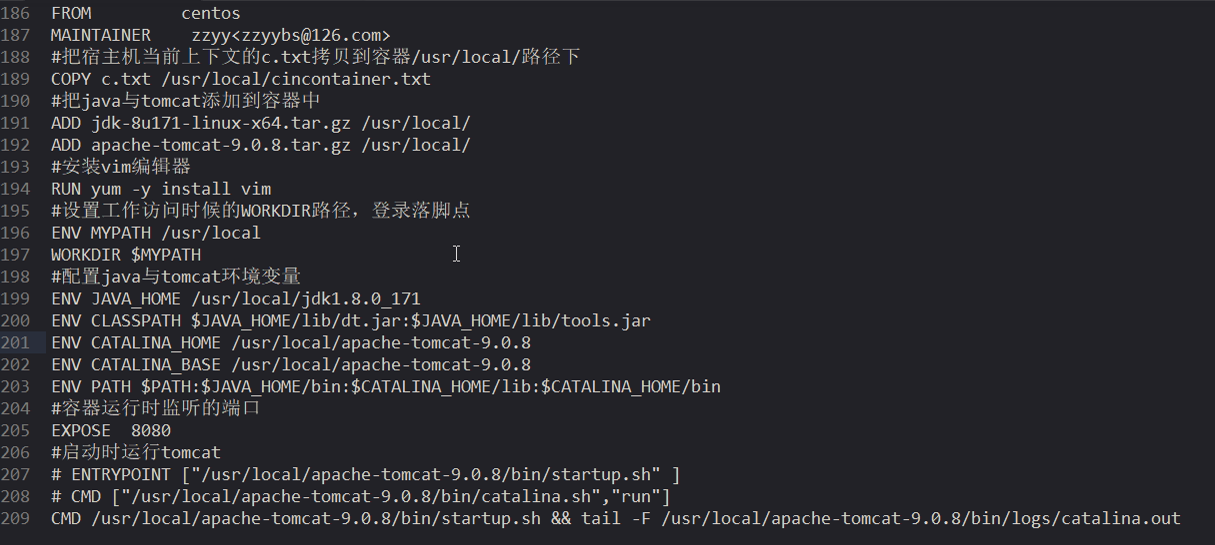 186 FROM         centos
187 MAINTAINER    zzyy<zzyybs@126.com>
188 #把宿主机当前上下文的c.txt拷贝到容器/usr/local/路径下
189 COPY c.txt /usr/local/cincontainer.txt
190 #把java与tomcat添加到容器中
191 ADD jdk-8u171-linux-x64.tar.gz /usr/local/
192 ADD apache-tomcat-9.0.8.tar.gz /usr/local/
193 #安装vim编辑器
194 RUN yum -y install vim
195 #设置工作访问时候的WORKDIR路径，登录落脚点
196 ENV MYPATH /usr/local
197 WORKDIR $MYPATH
198 #配置java与tomcat环境变量
199 ENV JAVA_HOME /usr/local/jdk1.8.0_171
200 ENV CLASSPATH $JAVA_HOME/lib/dt.jar:$JAVA_HOME/lib/tools.jar
201 ENV CATALINA_HOME /usr/local/apache-tomcat-9.0.8
202 ENV CATALINA_BASE /usr/local/apache-tomcat-9.0.8
203 ENV PATH $PATH:$JAVA_HOME/bin:$CATALINA_HOME/lib:$CATALINA_HOME/bin
204 #容器运行时监听的端口
205 EXPOSE  8080
206 #启动时运行tomcat
207 # ENTRYPOINT ["/usr/local/apache-tomcat-9.0.8/bin/startup.sh" ]
208 # CMD ["/usr/local/apache-tomcat-9.0.8/bin/catalina.sh","run"]
209 CMD /usr/local/apache-tomcat-9.0.8/bin/startup.sh && tail -F /usr/local/apache-tomcat-9.0.8/bin/logs/catalina.out